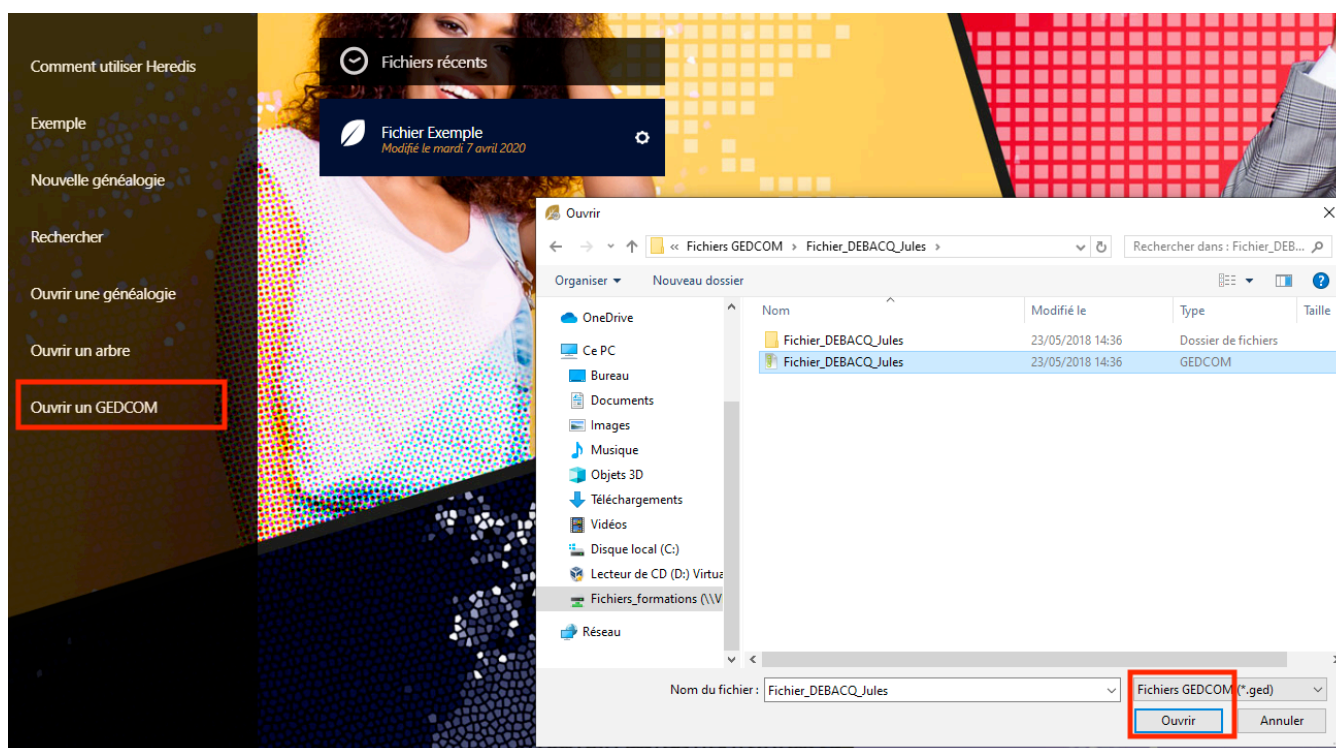 Comment utiliser Heredis
Exemple
Nouvelle généalogie
Rechercher
Ouvrir une généalogie
Ouvrir un arbre
Ouvrir un GEDCOM
Fichiers récents
Fichier Exemple
Modifié le mardi 7 avril 2020
Ouvrir
« Fichiers GEDCOM > Fichier_DEBACQ_Jules >
Rechercher dans : Fichier_DEB...
Organiser
Nouveau dossier
Nom
Modifié le
Type
Taille
Fichier_DEBACQ_Jules 23/05/2018 14:36 Dossier de fichiers
Fichier_DEBACQ_Jules 23/05/2018 14:36 GEDCOM
OneDrive
Ce PC
Bureau
Documents
Images
Musique
Objets 3D
Téléchargements
Vidéos
Disque local (C:)
Lecteur de CD (D:) Virtua
Fichiers_formations (\\V
Réseau
Nom du fichier : Fichier_DEBACQ_Jules
Fichiers GEDCOM (*.ged)
Ouvrir
Annuler